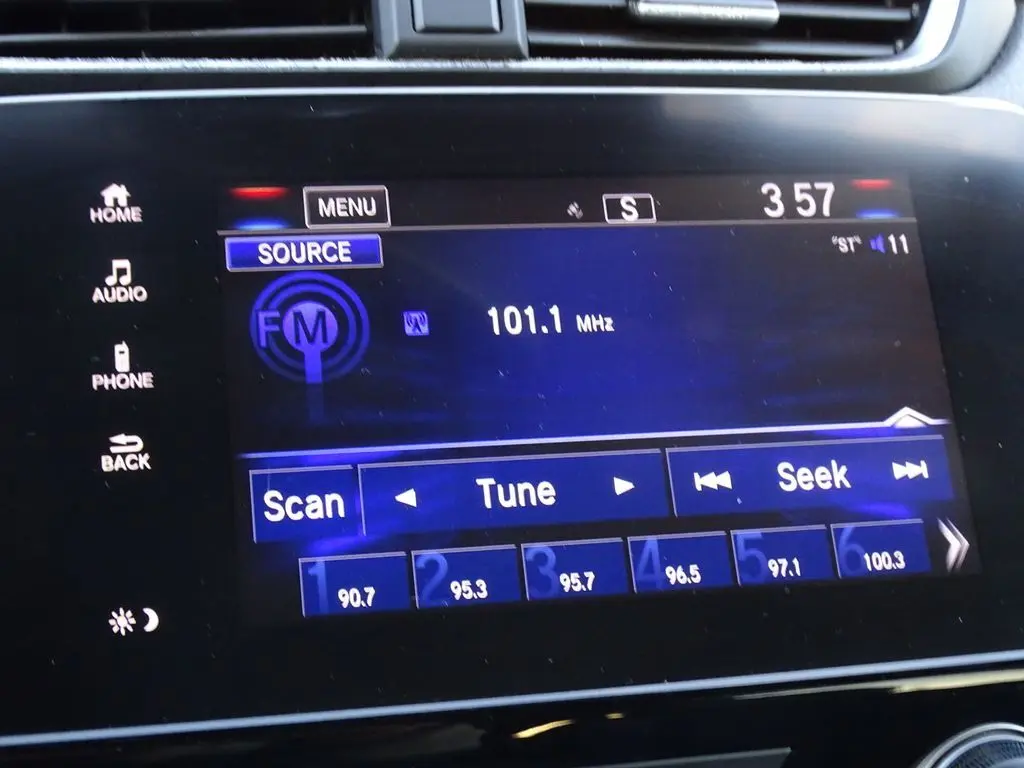 HOME
AUDIO
PHONE
BACK
MENU
S
3 57
SOURCE
"ST" 11
FM
101.1 MHz
Scan
Tune
Seek
1 90.7
2 95.3
3 95.7
4 96.5
5 97.1
6 100.3